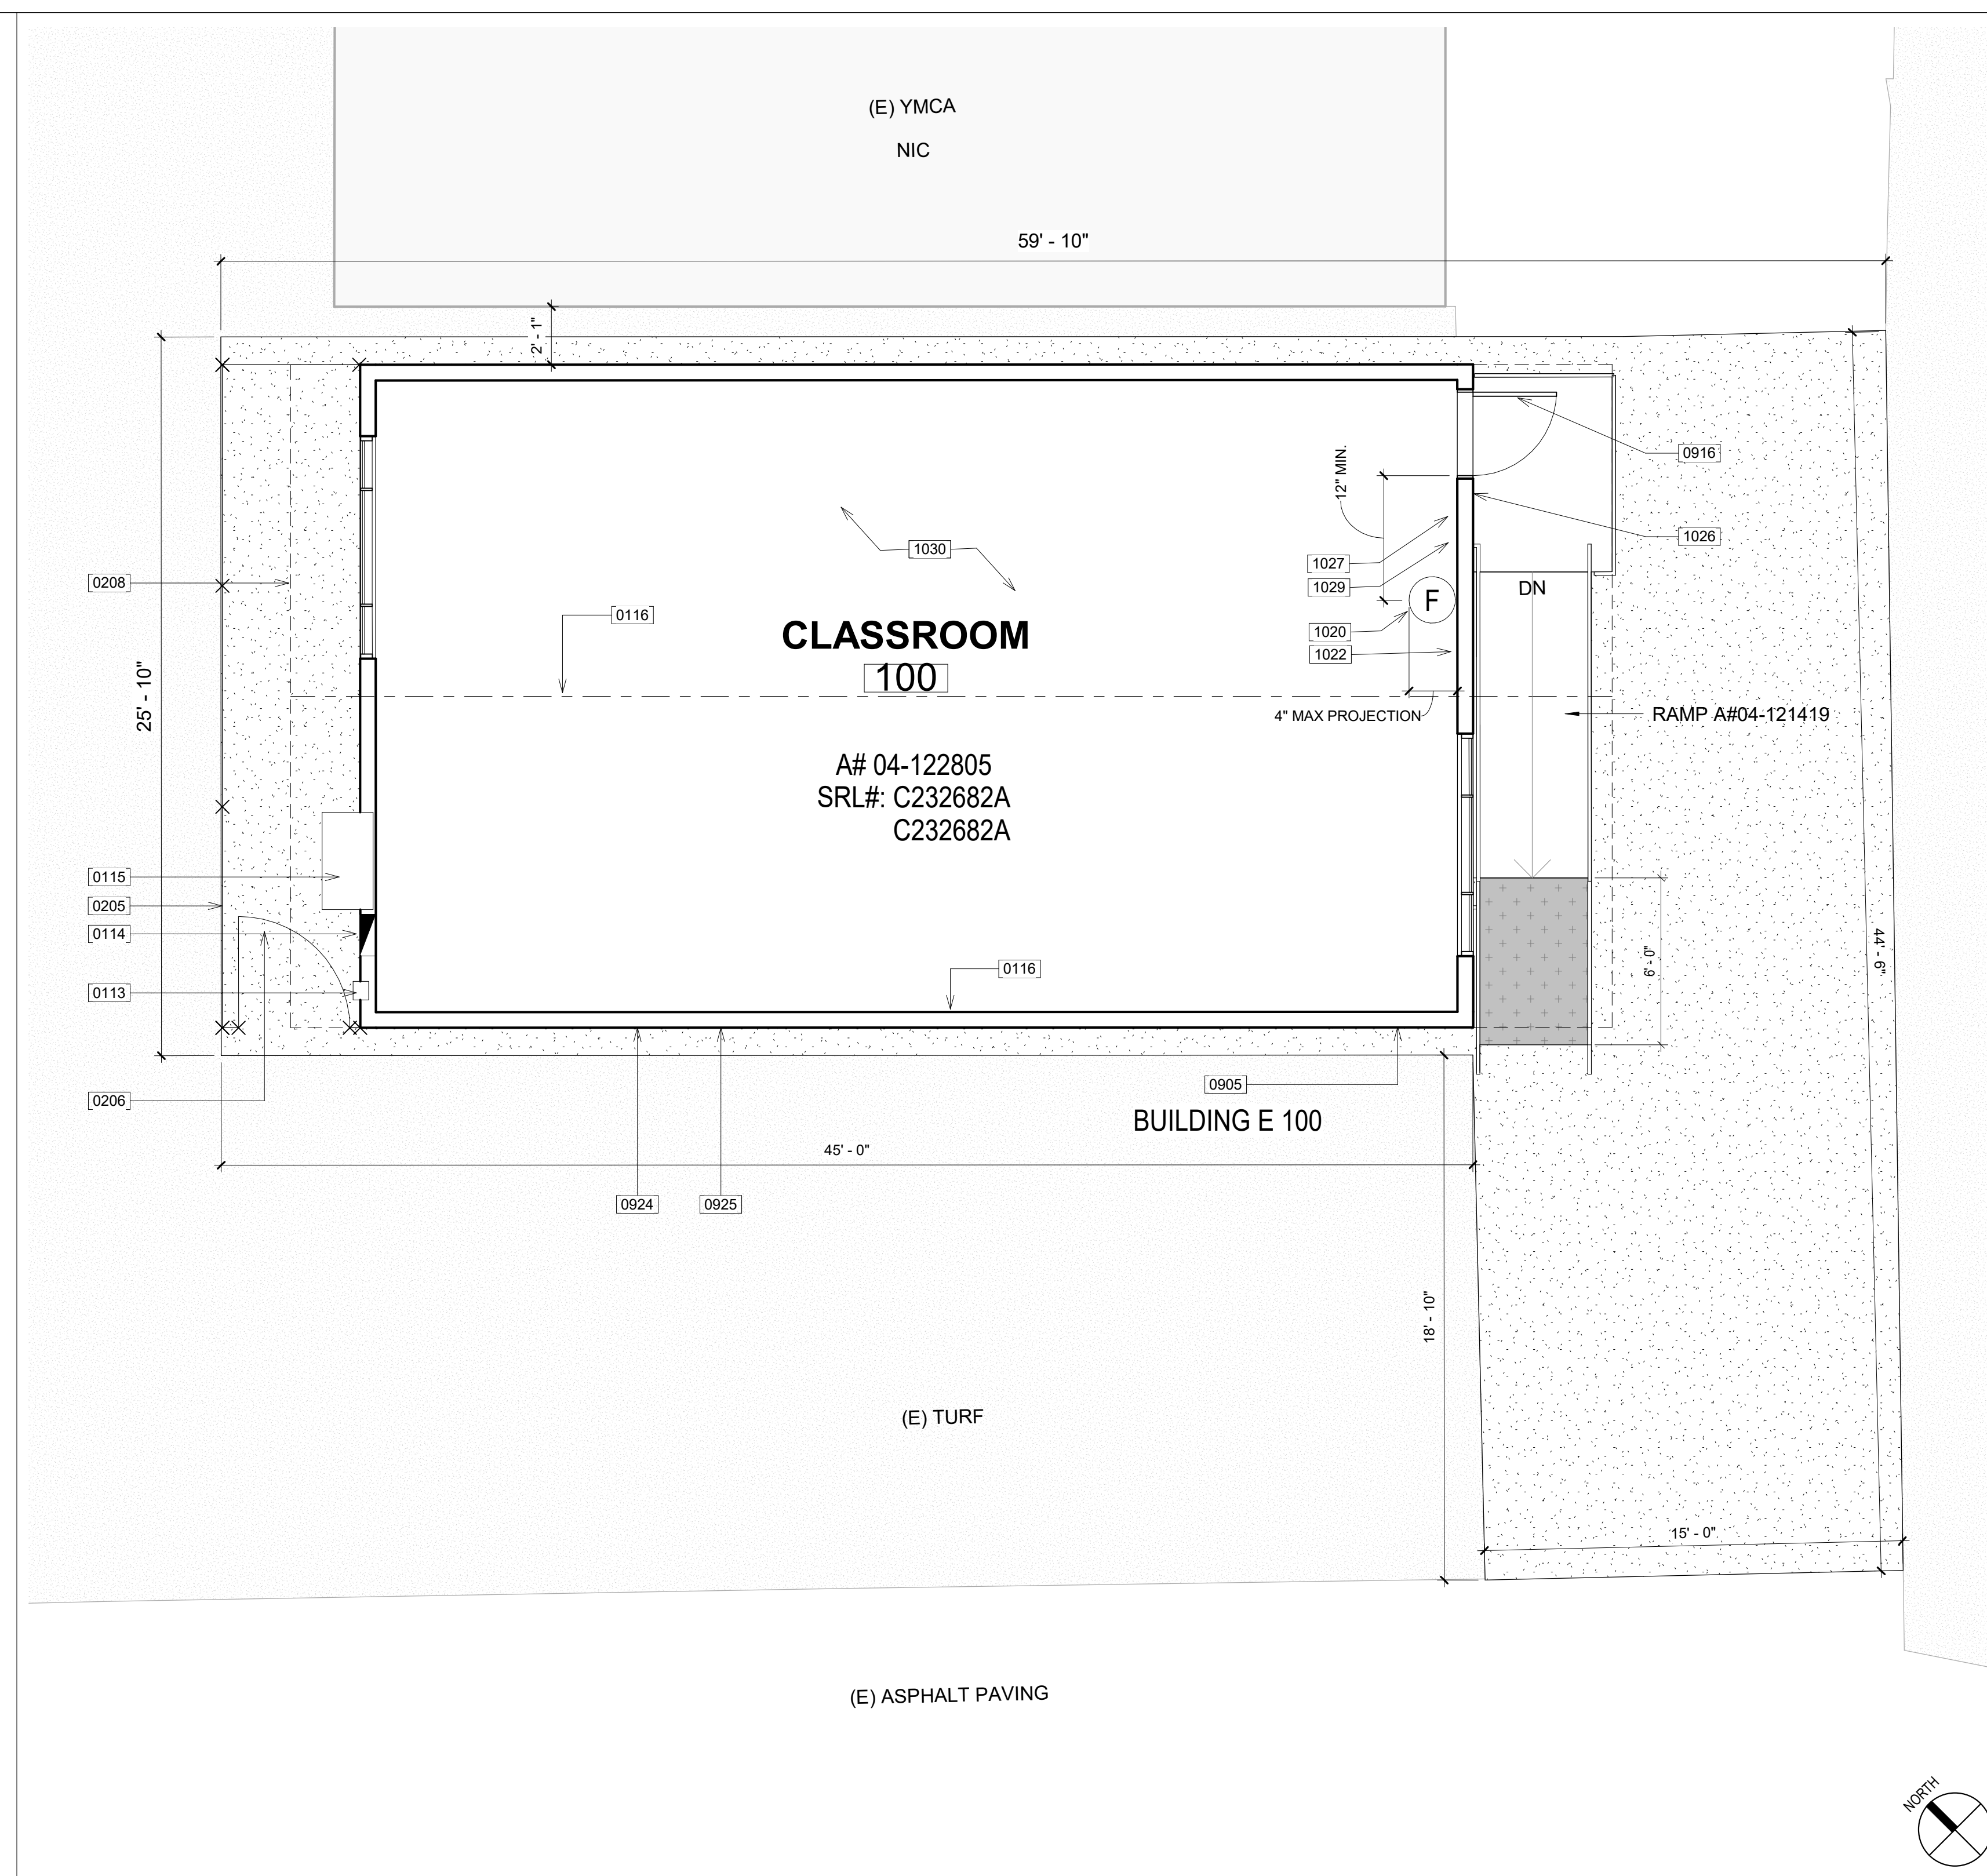 (E) YMCA
NIC
59' - 10"
2' - 1"
0916
12" MIN.
1026
1030
1027
1029
0208
F
DN
0116
1020
CLASSROOM
1022
100
25' - 10"
4" MAX PROJECTION
RAMP A#04-121419
A# 04-122805
SRL#: C232682A
C232682A
0115
0205
0114
44' - 6"
6' - 0"
0116
0113
0905
0206
BUILDING E 100
45' - 0"
0924
0925
18' - 10"
(E) TURF
15' - 0"
(E) ASPHALT PAVING
NORTH